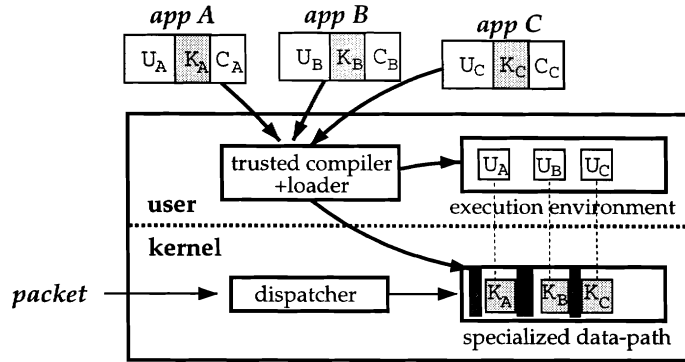 app A app B app C
U_A K_A C_A U_B K_B C_B U_C K_C C_C
trusted compiler
+loader
U_A U_B U_C
user
execution environment
kernel
packet
dispatcher
K_A K_B K_C
specialized data-path